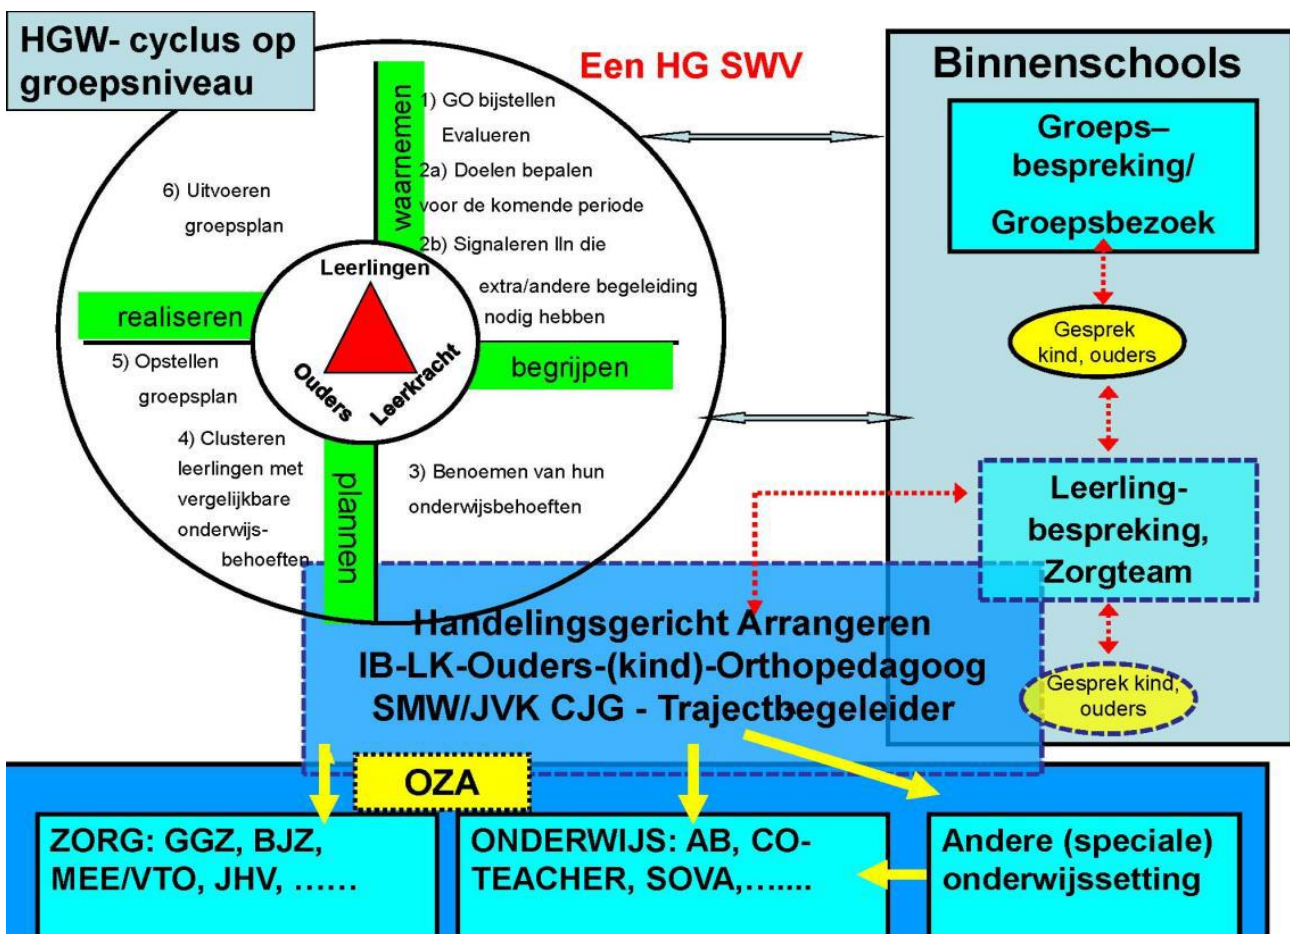 HGW- cyclus op
groepsniveau
Een HG SWV
waarnemen
1) GO bijstellen
Evalueren
2a) Doelen bepalen
voor de komende periode
2b) Signaleren lln die
extra/andere begeleiding
nodig hebben
begrijpen
3) Benoemen van hun
onderwijsbehoeften
plannen
4) Clusteren
leerlingen met
vergelijkbare
onderwijs-
behoeften
5) Opstellen
groepsplan
realiseren
6) Uitvoeren
groepsplan
Leerlingen
Ouders
Leerkracht
Binnenschools
Groeps–
bespreking/
Groepsbezoek
Gesprek
kind, ouders
Leerling-
bespreking,
Zorgteam
Gesprek kind,
ouders
Handelingsgericht Arrangeren
IB-LK-Ouders-(kind)-Orthopedagoog
SMW/JVK CJG - Trajectbegeleider
OZA
ZORG: GGZ, BJZ,
MEE/VTO, JHV, ……
ONDERWIJS: AB, CO-
TEACHER, SOVA,…....
Andere (speciale)
onderwijssetting